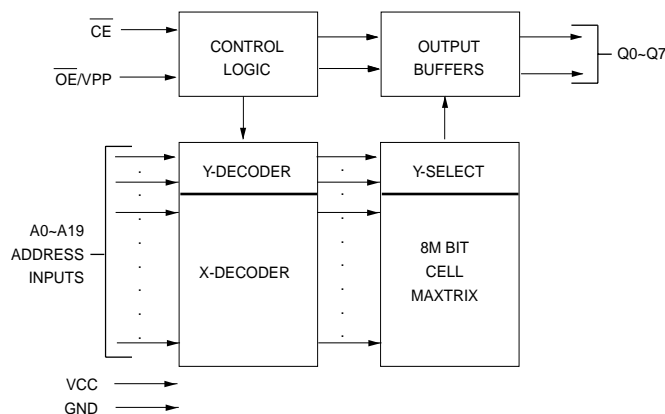 CE
CONTROL
LOGIC
OUTPUT
BUFFERS
Q0~Q7
OE/VPP
Y-DECODER
Y-SELECT
A0~A19
ADDRESS
INPUTS
X-DECODER
8M BIT
CELL
MAXTRIX
VCC
GND